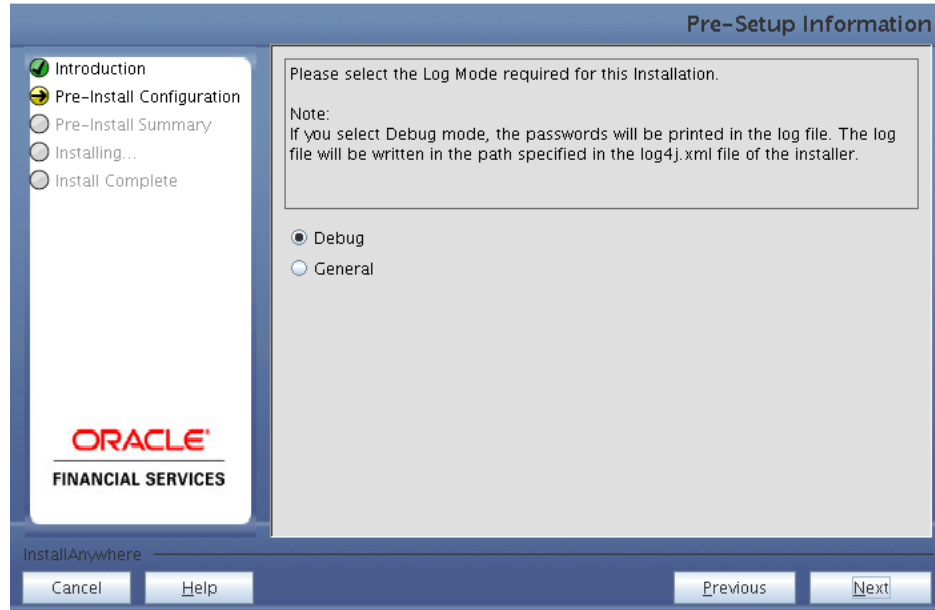 Pre-Setup Information
Introduction
Pre-Install Configuration
Pre-Install Summary
Installing...
Install Complete
ORACLE'
FINANCIAL SERVICES
Please select the Log Mode required for this Installation.
Note:
If you select Debug mode, the passwords will be printed in the log file. The log
file will be written in the path specified in the log4j.xml file of the installer.
Debug
General
InstallAnywhere
Cancel
Help
Previous
Next